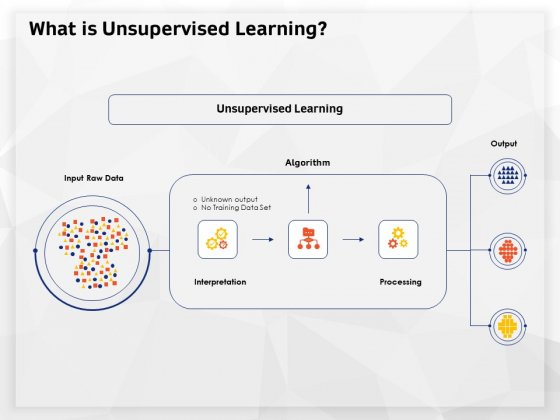 What is Unsupervised Learning?
Unsupervised Learning
Output
Algorithm
Input Raw Data
o Unknown output
o No Training Data Set
Interpretation
Processing